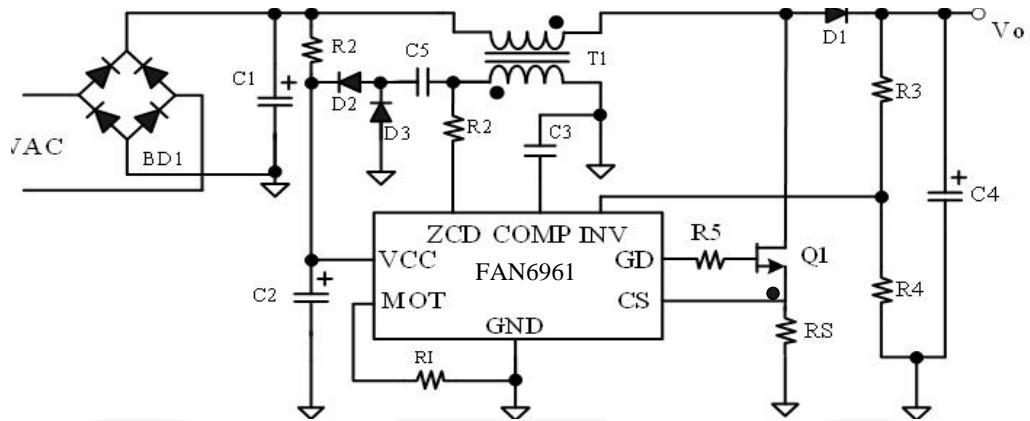 R2
C5
T1
D1
Vo
C1
+
D2
D3
R2
C3
R3
VAC
BD1
+
C4
ZCD COMP INV
R5
VCC
GD
Q1
FAN6961
+
C2
MOT
CS
R4
GND
RS
RI